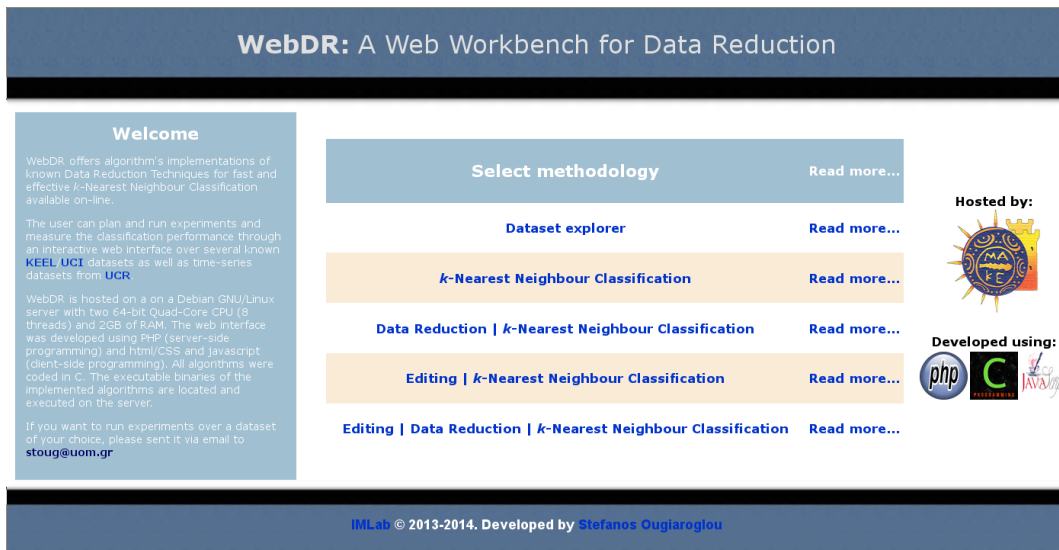 WebDR: A Web Workbench for Data Reduction
Welcome
WebDR offers algorithm's implementations of
known Data Reduction Techniques for fast and
effective k-Nearest Neighbour Classification
available on-line.
The user can plan and run experiments and
measure the classification performance through
an interactive web interface over several known
KEEL/UCI datasets as well as time-series
datasets from UCR.
WebDR is hosted on a on a Debian GNU/Linux
server with two 64-bit Quad-Core CPU (8
threads) and 2GB of RAM. The web interface
was developed using PHP (server-side
programming) and html/CSS and javascript
(client-side programming). All algorithms were
coded in C. The executable binaries of the
implemented algorithms are located and
executed on the server.
If you want to run experiments over a dataset
of your choice, please sent it via email to
stoug@uom.gr
Select methodology Read more...
Dataset explorer Read more...
k-Nearest Neighbour Classification Read more...
Data Reduction | k-Nearest Neighbour Classification Read more...
Editing | k-Nearest Neighbour Classification Read more...
Editing | Data Reduction | k-Nearest Neighbour Classification Read more...
Hosted by:
MA
KE
Developed using:
php
C
PROGRAMMING
JAVA
IMLab © 2013-2014. Developed by Stefanos Ougiaroglou